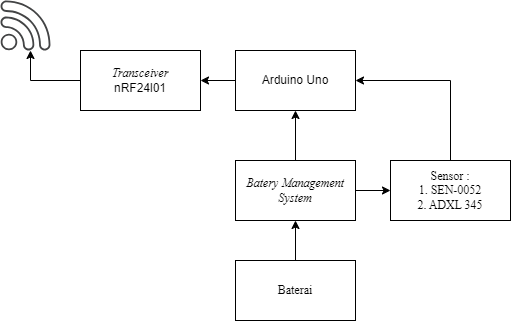 Transceiver
nRF24l01
Arduino Uno
Batery Management
System
Sensor :
1. SEN-0052
2. ADXL 345
Baterai